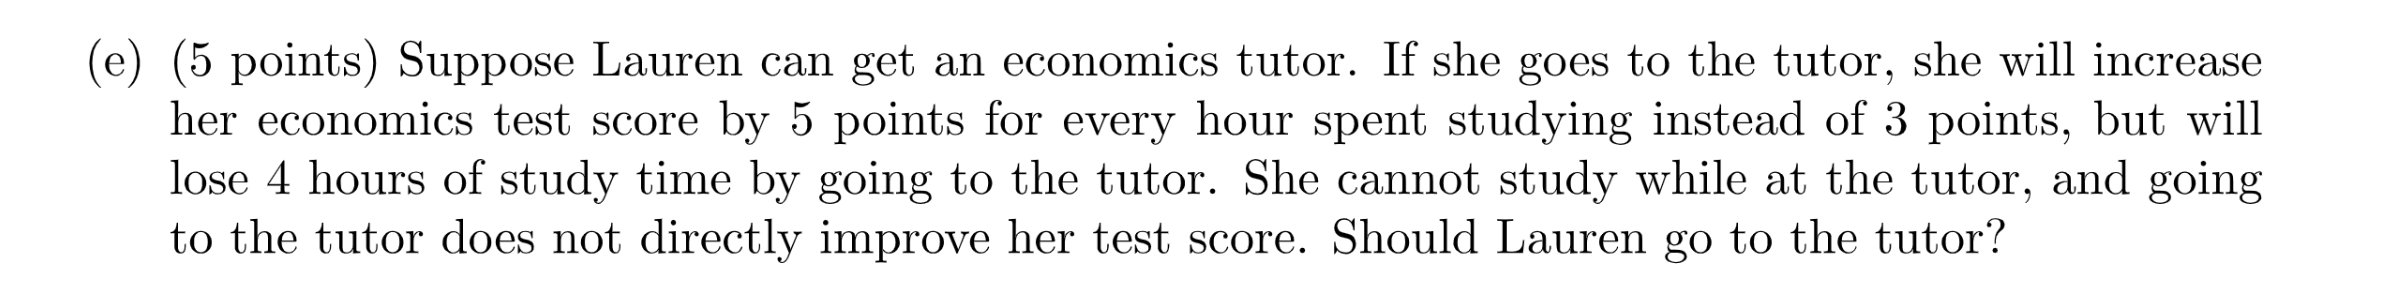 (e) (5 points) Suppose Lauren can get an economics tutor. If she goes to the tutor, she will increase
her economics test score by 5 points for every hour spent studying instead of 3 points, but will
lose 4 hours of study time by going to the tutor. She cannot study while at the tutor, and going
to the tutor does not directly improve her test score. Should Lauren go to the tutor?